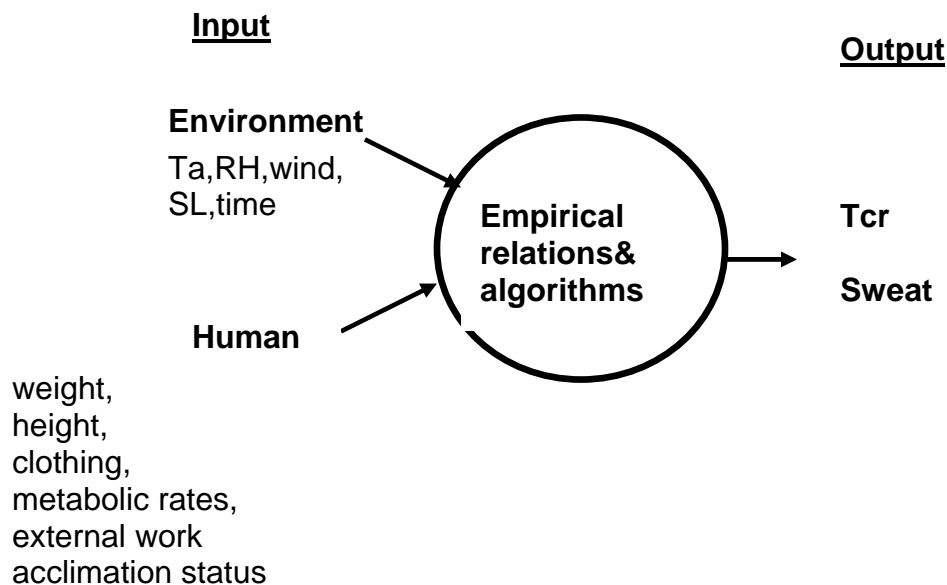 Input
Output
Environment
Ta,RH,wind,
SL,time
Empirical
relations&
algorithms
Tcr
Sweat
Human
weight,
height,
clothing,
metabolic rates,
external work
acclimation status